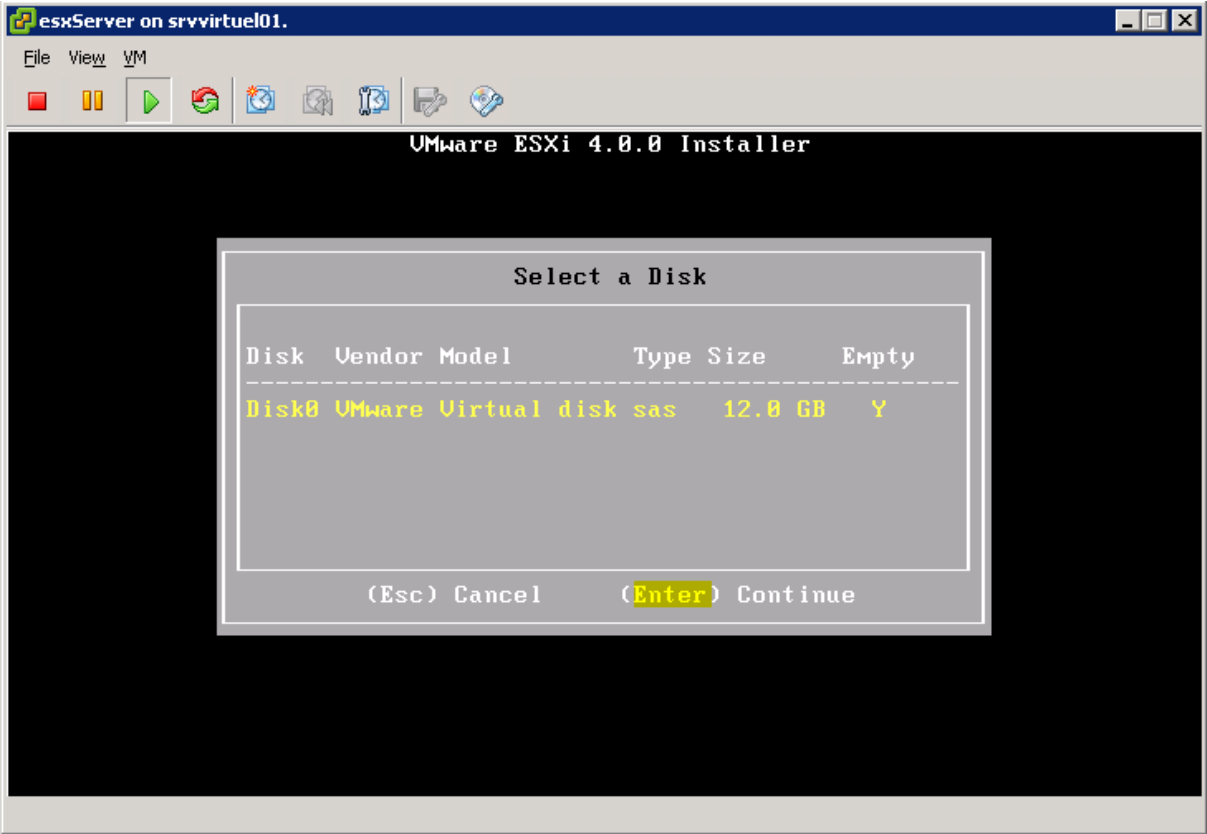 esxServer on srvvirtuel01.
File View VM
VMware ESXi 4.0.0 Installer
Select a Disk
Disk Vendor Model Type Size Empty
---------------------------------------------------
Disk0 VMware Virtual disk sas 12.0 GB Y
(Esc) Cancel (Enter) Continue